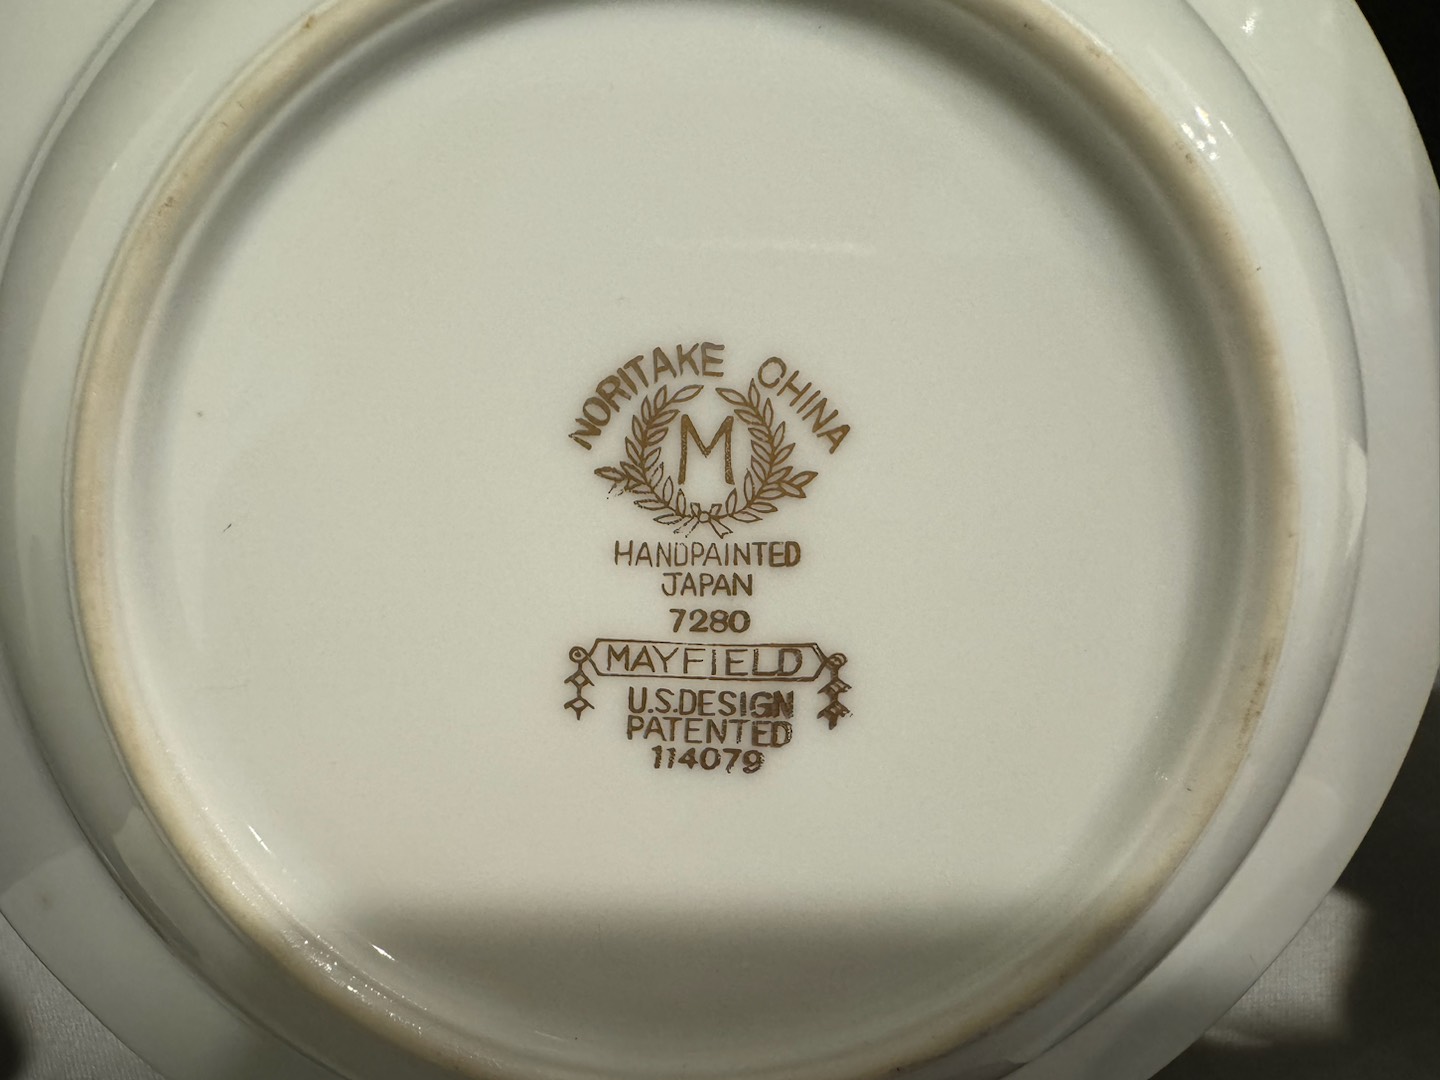 NORITAKE CHINA
M
HANDPAINTED
JAPAN
7280
MAYFIELD
U.S.DESIGN
PATENTED
114079